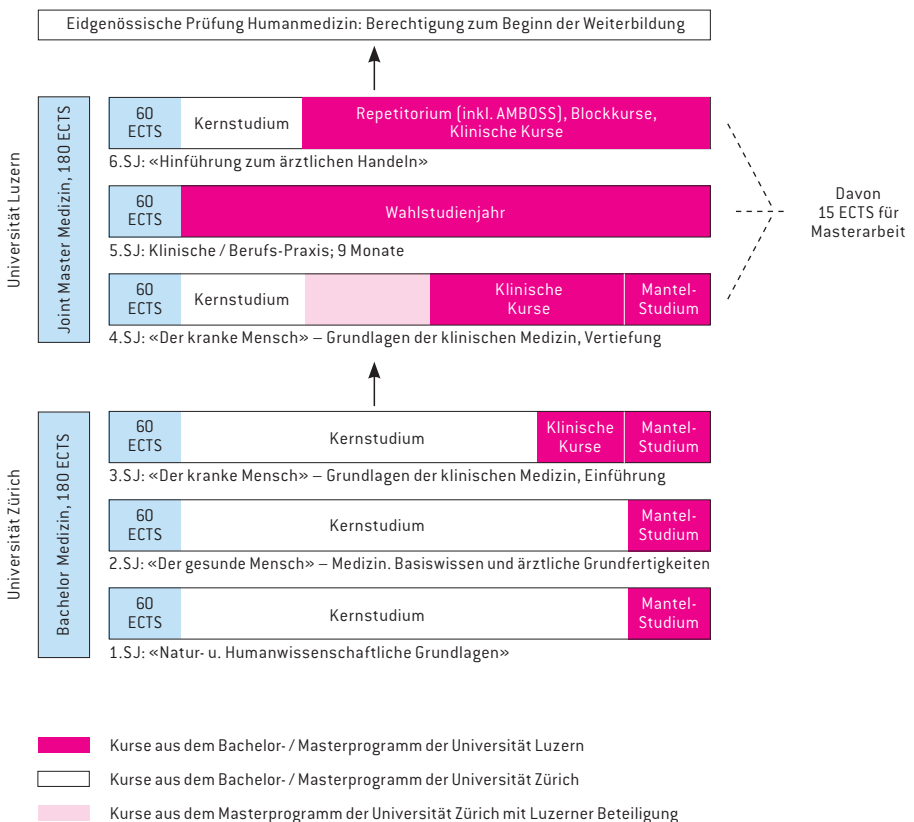 Eidgenössische Prüfung Humanmedizin: Berechtigung zum Beginn der Weiterbildung
Universität Luzern
Joint Master Medizin, 180 ECTS
60
ECTS
Kernstudium
Repetitorium (inkl. AMBOSS), Blockkurse,
Klinische Kurse
6.SJ: «Hinführung zum ärztlichen Handeln»
60
ECTS
Wahlstudienjahr
5.SJ: Klinische / Berufs-Praxis; 9 Monate
60
ECTS
Kernstudium
Klinische
Kurse
Mantel-
Studium
4.SJ: «Der kranke Mensch» – Grundlagen der klinischen Medizin, Vertiefung
Davon
15 ECTS für
Masterarbeit
Universität Zürich
Bachelor Medizin, 180 ECTS
60
ECTS
Kernstudium
Klinische
Kurse
Mantel-
Studium
3.SJ: «Der kranke Mensch» – Grundlagen der klinischen Medizin, Einführung
60
ECTS
Kernstudium
Mantel-
Studium
2.SJ: «Der gesunde Mensch» – Medizin. Basiswissen und ärztliche Grundfertigkeiten
60
ECTS
Kernstudium
Mantel-
Studium
1.SJ: «Natur- u. Humanwissenschaftliche Grundlagen»
Kurse aus dem Bachelor- / Masterprogramm der Universität Luzern
Kurse aus dem Bachelor- / Masterprogramm der Universität Zürich
Kurse aus dem Masterprogramm der Universität Zürich mit Luzerner Beteiligung